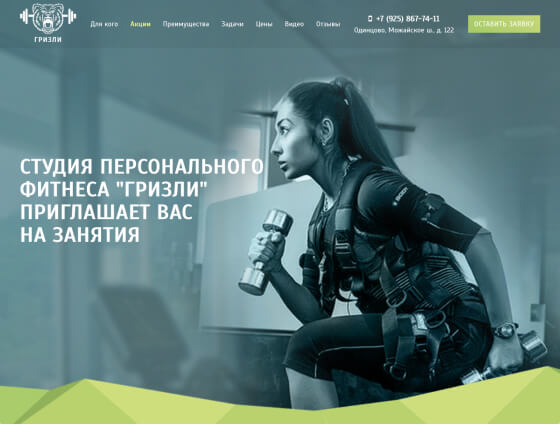 ГРИЗЛИ
Для кого Акции Преимущества Задачи Цены Видео Отзывы
+7 (925) 867-74-11
Одинцово, Можайское ш., д. 122
ОСТАВИТЬ ЗАЯВКУ
СТУДИЯ ПЕРСОНАЛЬНОГО
ФИТНЕСА "ГРИЗЛИ"
ПРИГЛАШАЕТ ВАС
НА ЗАНЯТИЯ